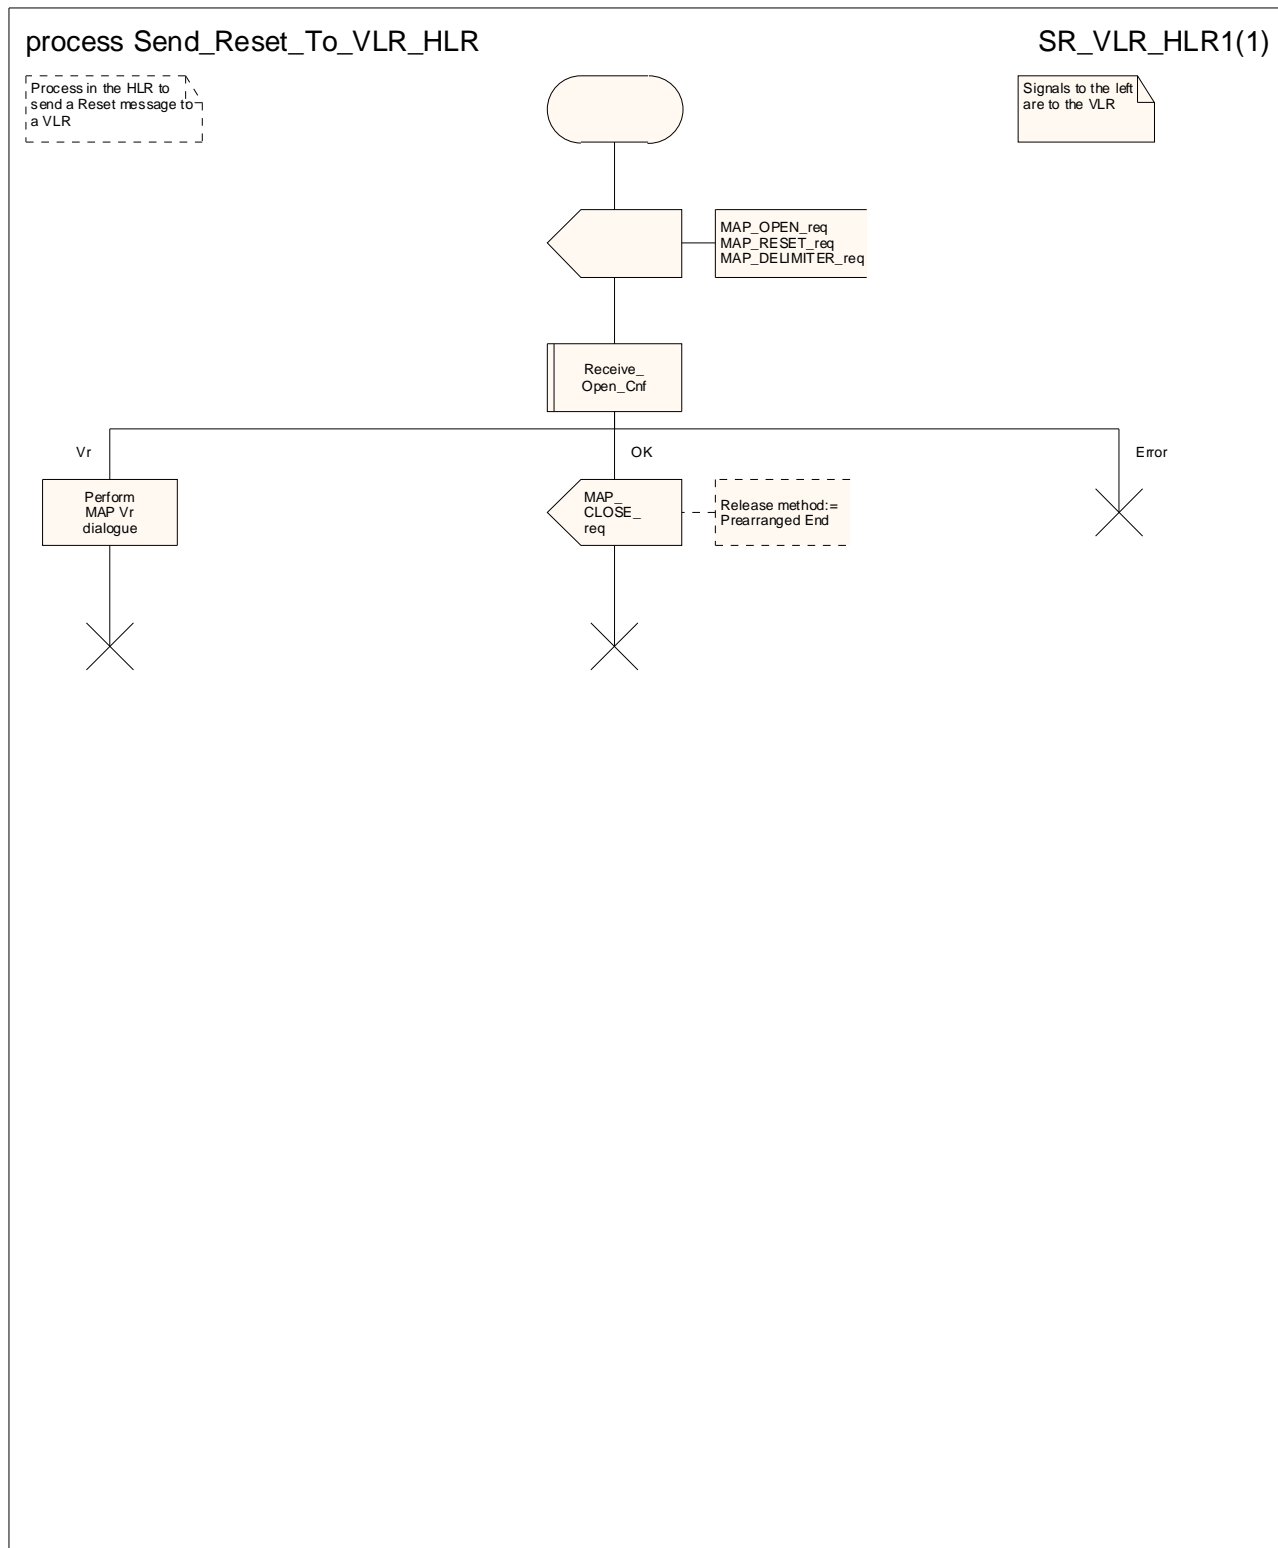 process Send_Reset_To_VLR_HLR
SR_VLR_HLR1(1)
Process in the HLR to
send a Reset message to
a VLR
Signals to the left
are to the VLR
MAP_OPEN_req
MAP_RESET_req
MAP_DELIMITER_req
Receive_
Open_Cnf
Vr
OK
Error
Perform
MAP Vr
dialogue
MAP_
CLOSE_
req
Release method:=
Prearranged End